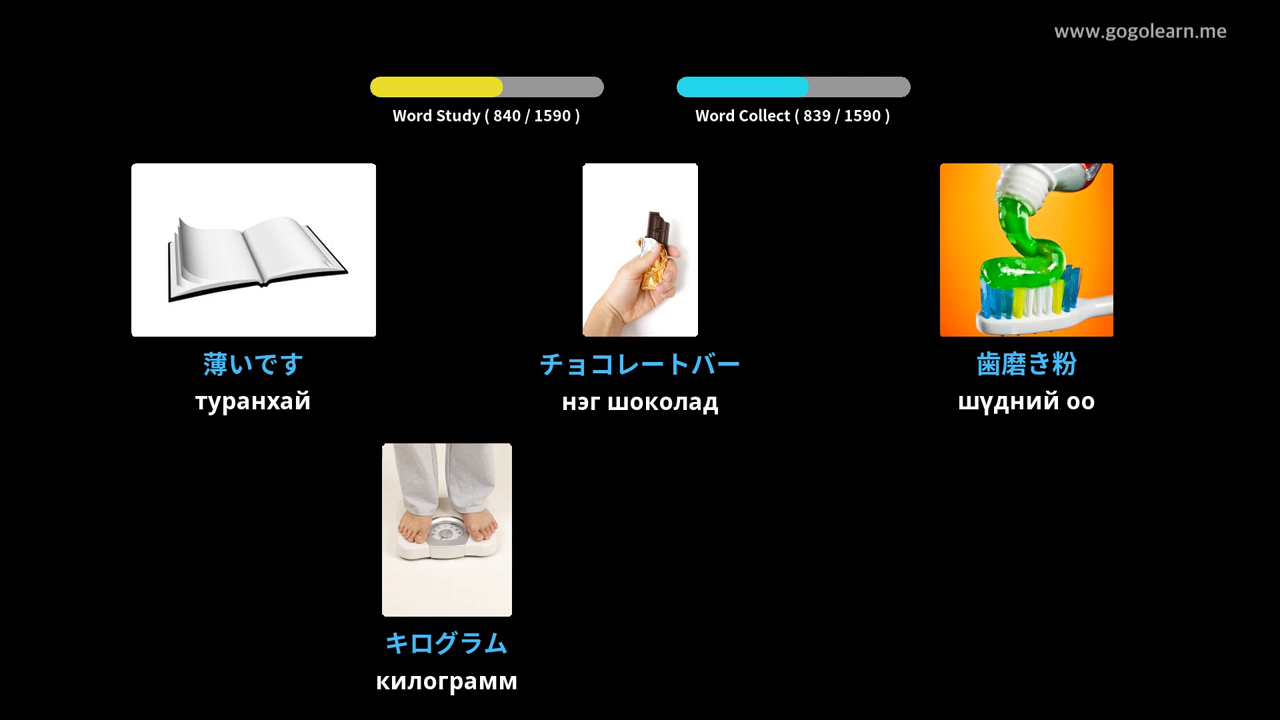 www.gogolearn.me
Word Study ( 840 / 1590 )
Word Collect ( 839 / 1590 )
薄いです
туранхай
チョコレートバー
нэг шоколад
歯磨き粉
шүдний оо
キログラム
килограмм